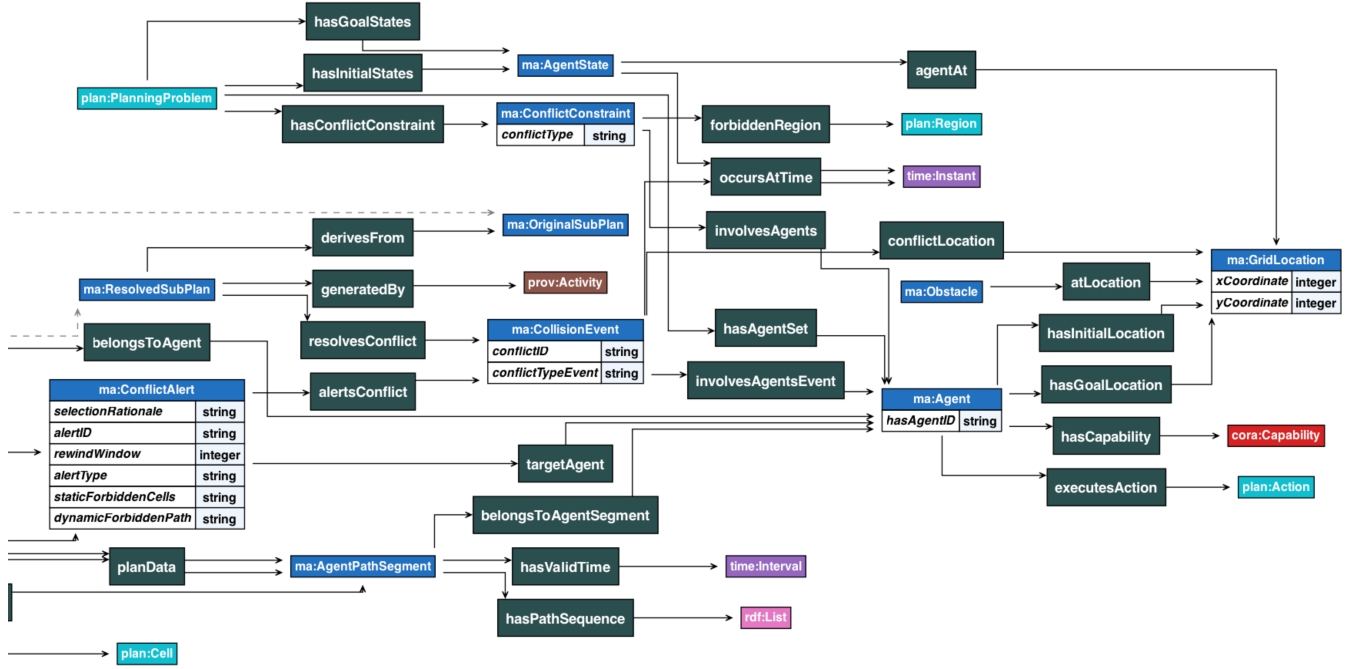 hasGoalStates
ma:AgentState
agentAt
hasInitialStates
plan:PlanningProblem
ma:ConflictConstraint
conflictType string
hasConflictConstraint
forbiddenRegion
plan:Region
occursAtTime
time:Instant
ma:OriginalSubPlan
derivesFrom
involvesAgents
conflictLocation
ma:GridLocation
xCoordinate integer
yCoordinate integer
ma:ResolvedSubPlan
generatedBy
prov:Activity
ma:Obstacle
atLocation
belongsToAgent
resolvesConflict
ma:CollisionEvent
conflictID string
conflictTypeEvent string
hasAgentSet
hasInitialLocation
alertsConflict
involvesAgentsEvent
hasGoalLocation
ma:ConflictAlert
selectionRationale string
alertID string
rewindWindow integer
alertType string
staticForbiddenCells string
dynamicForbiddenPath string
ma:Agent
hasAgentID string
hasCapability
cora:Capability
targetAgent
executesAction
plan:Action
belongsToAgentSegment
planData
ma:AgentPathSegment
hasValidTime
time:Interval
hasPathSequence
rdf:List
plan:Cell